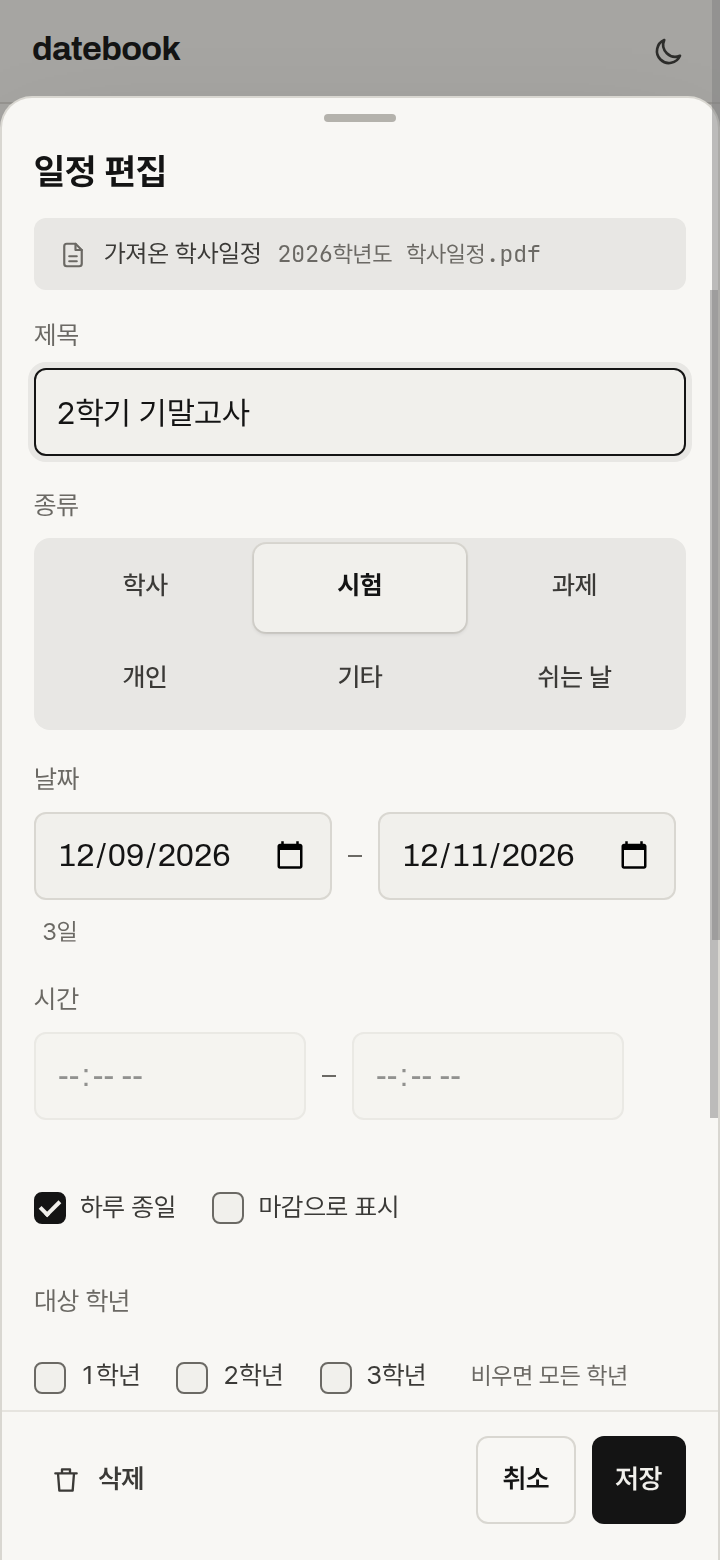 datebook
일정 편집
가져온 학사일정 2026학년도 학사일정.pdf
제목
2학기 기말고사
종류
학사 시험 과제
개인 기타 쉬는 날
날짜
12/09/2026 – 12/11/2026
3일
시간
--:-- -- – --:-- --
하루 종일 마감으로 표시
대상 학년
1학년 2학년 3학년 비우면 모든 학년
삭제 취소 저장